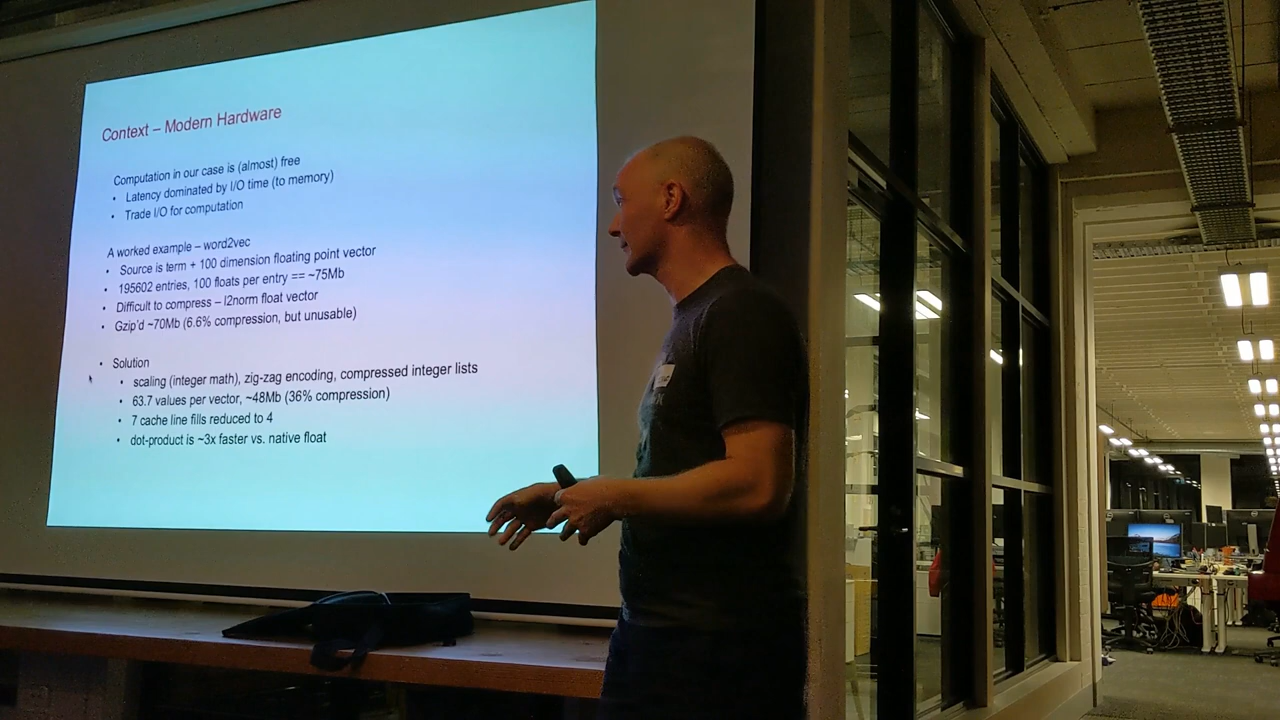 Context – Modern Hardware
Computation in our case is (almost) free
• Latency dominated by I/O time (to memory)
• Trade I/O for computation
A worked example – word2vec
• Source is term + 100 dimension floating point vector
• 195602 entries, 100 floats per entry == ~75Mb
• Difficult to compress – l2norm float vector
• Gzip'd ~70Mb (6.6% compression, but unusable)
• Solution
• scaling (integer math), zig-zag encoding, compressed integer lists
• 63.7 values per vector, ~48Mb (36% compression)
• 7 cache line fills reduced to 4
• dot-product is ~3x faster vs. native float